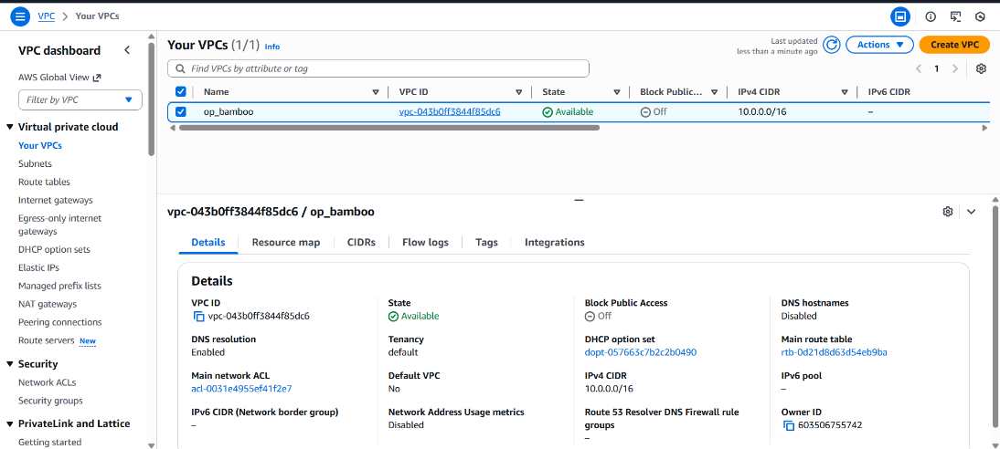 VPC > Your VPCs
VPC dashboard
AWS Global View
Filter by VPC
Virtual private cloud
Your VPCs
Subnets
Route tables
Internet gateways
Egress-only internet
gateways
DHCP option sets
Elastic IPs
Managed prefix lists
NAT gateways
Peering connections
Route servers New
Security
Network ACLs
Security groups
PrivateLink and Lattice
Getting started
Your VPCs (1/1) Info
Last updated
less than a minute ago
Actions
Create VPC
Find VPCs by attribute or tag
1
Name VPC ID State Block Public... IPv4 CIDR IPv6 CIDR
op_bamboo vpc-043b0ff3844f85dc6 Available Off 10.0.0.0/16 –
vpc-043b0ff3844f85dc6 / op_bamboo
Details Resource map CIDRs Flow logs Tags Integrations
Details
VPC ID State Block Public Access DNS hostnames
vpc-043b0ff3844f85dc6 Available Off Disabled
DNS resolution Tenancy DHCP option set Main route table
Enabled default dopt-057663c7b2c2b0490 rtb-0d21d8d63d54eb9ba
Main network ACL Default VPC IPv4 CIDR IPv6 pool
acl-0031e4955ef41f2e7 No 10.0.0.0/16 –
IPv6 CIDR (Network border group) Network Address Usage metrics Route 53 Resolver DNS Firewall rule Owner ID
– Disabled groups 603506755742
–